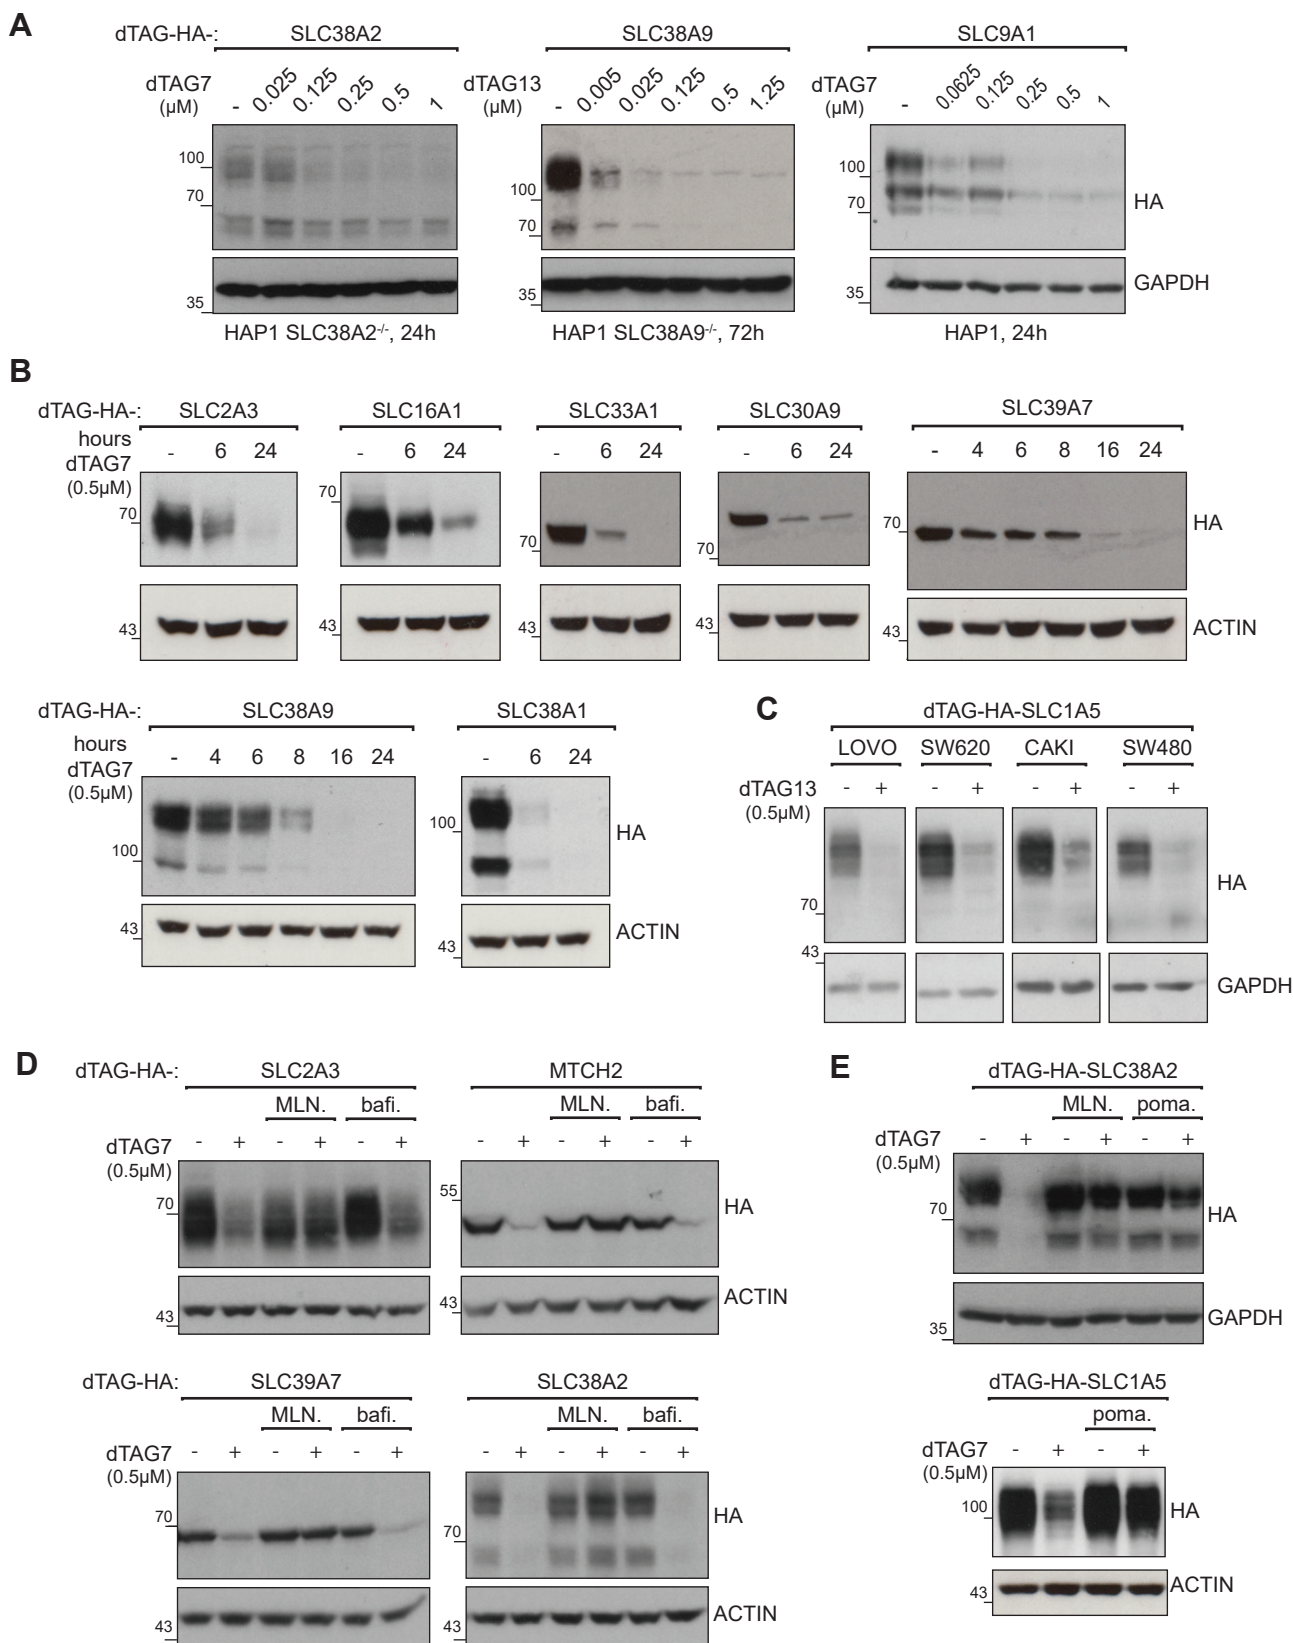 A
dTAG-HA-: SLC38A2 SLC38A9 SLC9A1
dTAG7 (µM) - 0.025 0.125 0.25 0.5 1
dTAG13 (µM) - 0.005 0.025 0.125 0.5 1.25
dTAG7 (µM) - 0.0625 0.125 0.25 0.5 1
100 100 100
70 70 70 HA
35 35 35 GAPDH
HAP1 SLC38A2-/-, 24h HAP1 SLC38A9-/-, 72h HAP1, 24h
B
dTAG-HA-: SLC2A3 SLC16A1 SLC33A1 SLC30A9 SLC39A7
hours
dTAG7
(0.5µM)
- 6 24 - 6 24 - 6 24 - 6 24 - 4 6 8 16 24
70 70 70 70 70 HA
43 43 43 43 43 ACTIN
dTAG-HA-: SLC38A9 SLC38A1
hours
dTAG7
(0.5µM)
- 4 6 8 16 24 - 6 24
100 100 HA
43 43 ACTIN
C
dTAG-HA-SLC1A5
LOVO SW620 CAKI SW480
dTAG13 - + - + - + - +
(0.5µM)
70 HA
43 GAPDH
D
dTAG-HA-: SLC2A3 MTCH2
MLN. bafi. MLN. bafi.
dTAG7 - + - + - + - + - + - +
(0.5µM)
70 55 HA
43 43 ACTIN
dTAG-HA: SLC39A7 SLC38A2
MLN. bafi. MLN. bafi.
dTAG7 - + - + - + - + - + - +
(0.5µM)
70 70 HA
43 43 ACTIN
E
dTAG-HA-SLC38A2
MLN. poma.
dTAG7 - + - + - +
(0.5µM)
70 HA
35 GAPDH
dTAG-HA-SLC1A5
poma.
dTAG7 - + - +
(0.5µM)
100 HA
43 ACTIN